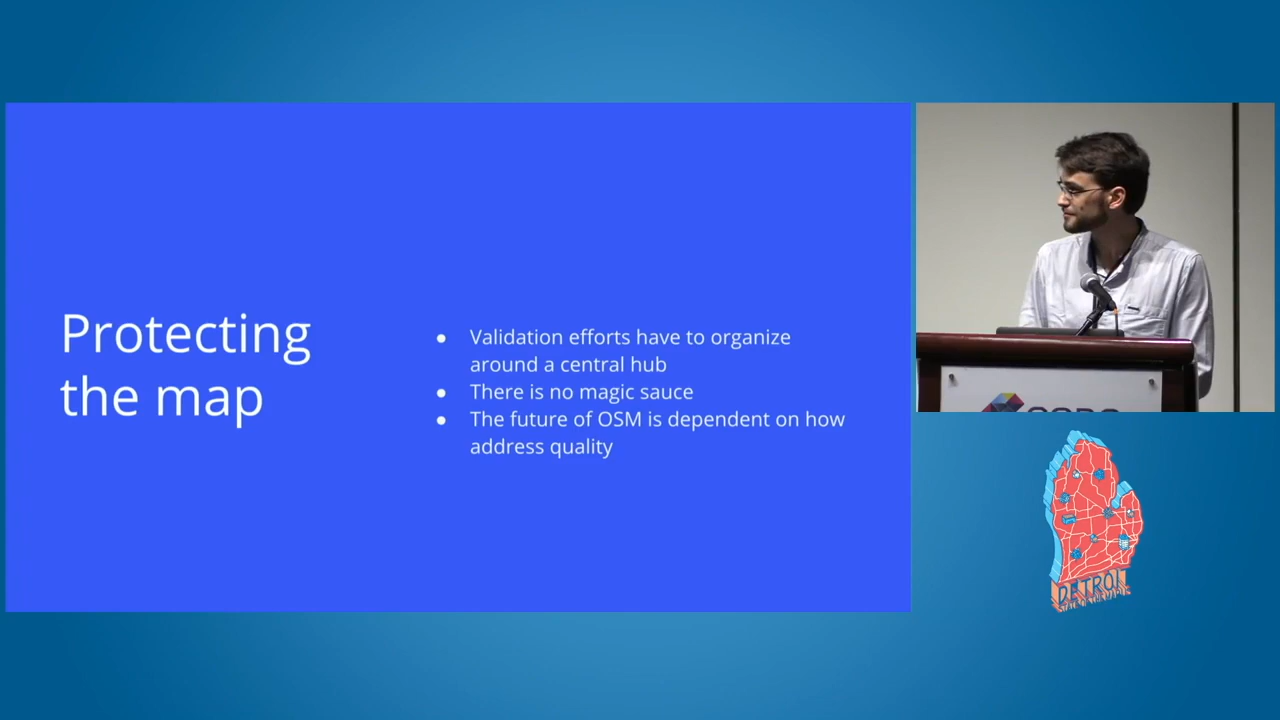 Protecting
the map
● Validation efforts have to organize
around a central hub
● There is no magic sauce
● The future of OSM is dependent on how
address quality
DETROIT